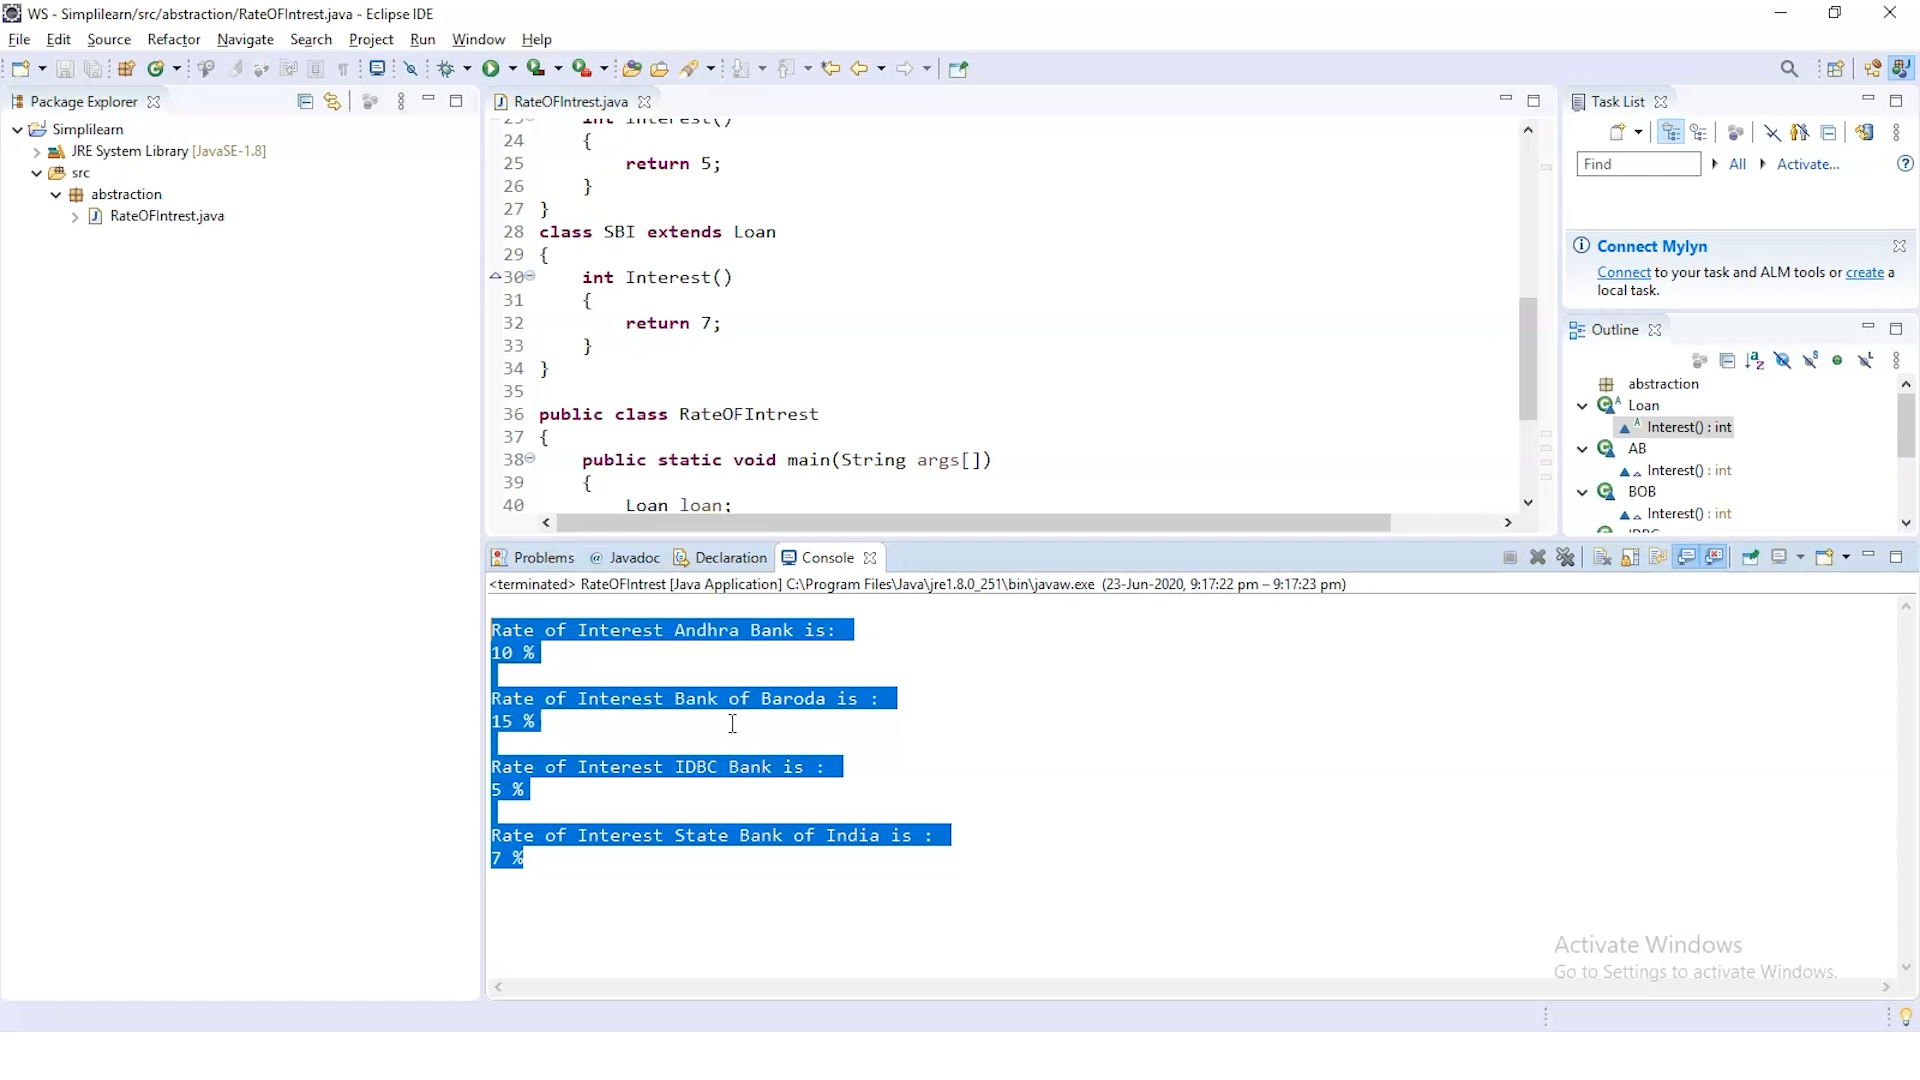 WS - Simplilearn/src/abstraction/RateOFIntrest.java - Eclipse IDE
File Edit Source Refactor Navigate Search Project Run Window Help
Package Explorer
Simplilearn
JRE System Library [JavaSE-1.8]
src
abstraction
RateOFIntrest.java
RateOFIntrest.java
23 int Interest()
24 {
25 return 5;
26 }
27 }
28 class SBI extends Loan
29 {
30 int Interest()
31 {
32 return 7;
33 }
34 }
35
36 public class RateOFIntrest
37 {
38 public static void main(String args[])
39 {
40 Loan loan;
Task List
Find All Activate...
Connect Mylyn
Connect to your task and ALM tools or create a
local task.
Outline
abstraction
Loan
Interest() : int
AB
Interest() : int
BOB
Interest() : int
Problems @ Javadoc Declaration Console
<terminated> RateOFIntrest [Java Application] C:\Program Files\Java\jre1.8.0_251\bin\javaw.exe (23-Jun-2020, 9:17:22 pm – 9:17:23 pm)
Rate of Interest Andhra Bank is:
10 %
Rate of Interest Bank of Baroda is :
15 %
Rate of Interest IDBC Bank is :
5 %
Rate of Interest State Bank of India is :
7 %
Activate Windows
Go to Settings to activate Windows.